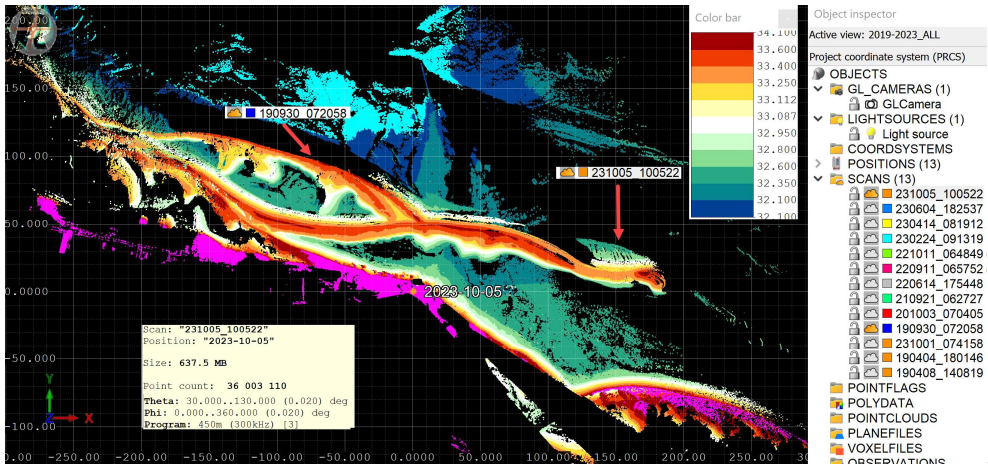 200.00
150.00
100.00
50.000
0.0000
-50.000
-100.00
190930_072058
231005_100522
2023-10-05
Scan: "231005_100522"
Position: "2023-10-05"
Size: 637.5 MB
Point count: 36 003 110
Theta: 30.000..130.000 (0.020) deg
Phi: 0.000..360.000 (0.020) deg
Program: 450m (300kHz) [3]
Y
X
-250.00
-200.00
-150.00
-100.00
-50.000
0.0000
50.000
100.00
150.00
200.00
250.00
Color bar
34.100
33.600
33.250
33.112
33.087
32.950
32.600
32.350
32.100
32.100
Object inspector
Active view: 2019-2023_ALL
Project coordinate system (PRCS)
OBJECTS
GL_CAMERAS (1)
GLCamera
LIGHTSOURCES (1)
Light source
COORDSYSTEMS
POSITIONS (13)
SCANS (13)
231005_100522
230604_182537
230414_081912
230224_091319
221011_064849
220911_065752
220614_175448
210921_062727
201003_070405
190930_072058
231001_074158
190404_180146
190408_140819
POINTFLAGS
POLYDATA
POINTCLOUDS
PLANEFILES
VOXELFILES
OBSERVATIONS